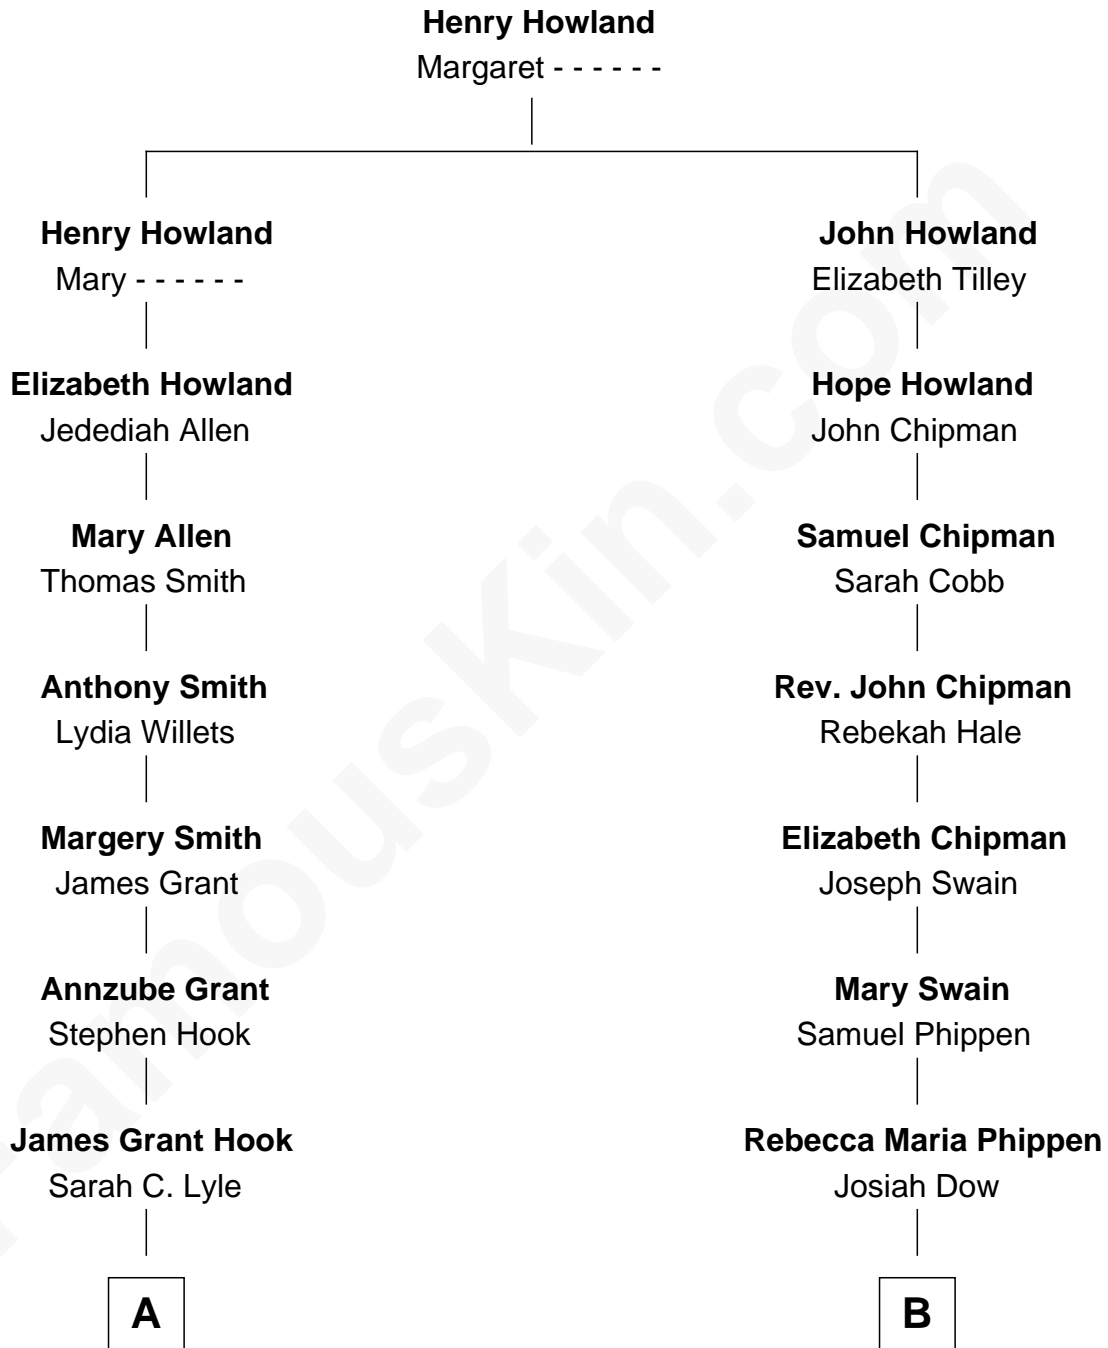 Henry Howland
Margaret - - - - - -
Henry Howland
Mary - - - - - -
John Howland
Elizabeth Tilley
Elizabeth Howland
Jedediah Allen
Hope Howland
John Chipman
Mary Allen
Thomas Smith
Samuel Chipman
Sarah Cobb
Anthony Smith
Lydia Willets
Rev. John Chipman
Rebekah Hale
Margery Smith
James Grant
Elizabeth Chipman
Joseph Swain
Annzube Grant
Stephen Hook
Mary Swain
Samuel Phippen
James Grant Hook
Sarah C. Lyle
Rebecca Maria Phippen
Josiah Dow
A
B
FamousKin.com